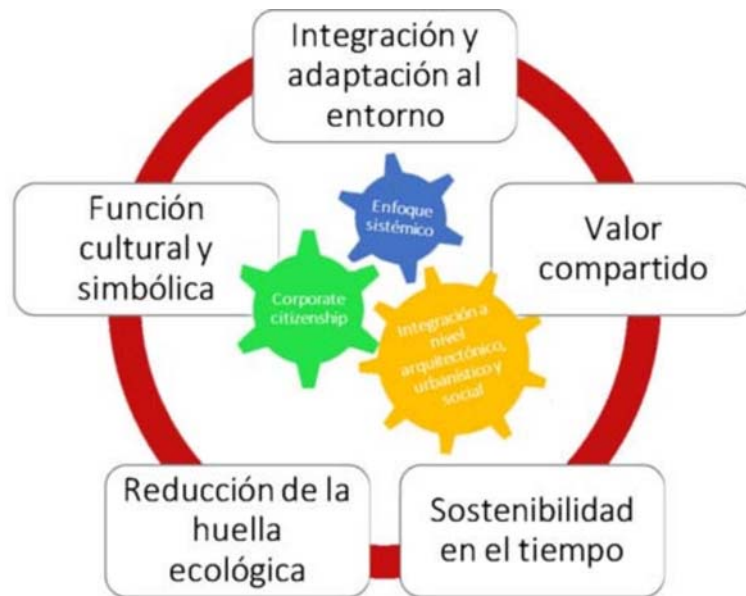 Integración y
adaptación al
entorno
Función
cultural y
simbólica
Enfoque
sistémico
Valor
compartido
Corporate
citizenship
Integración a
nivel
arquitectónico,
urbanístico y
social
Reducción de la
huella
ecológica
Sostenibilidad
en el tiempo